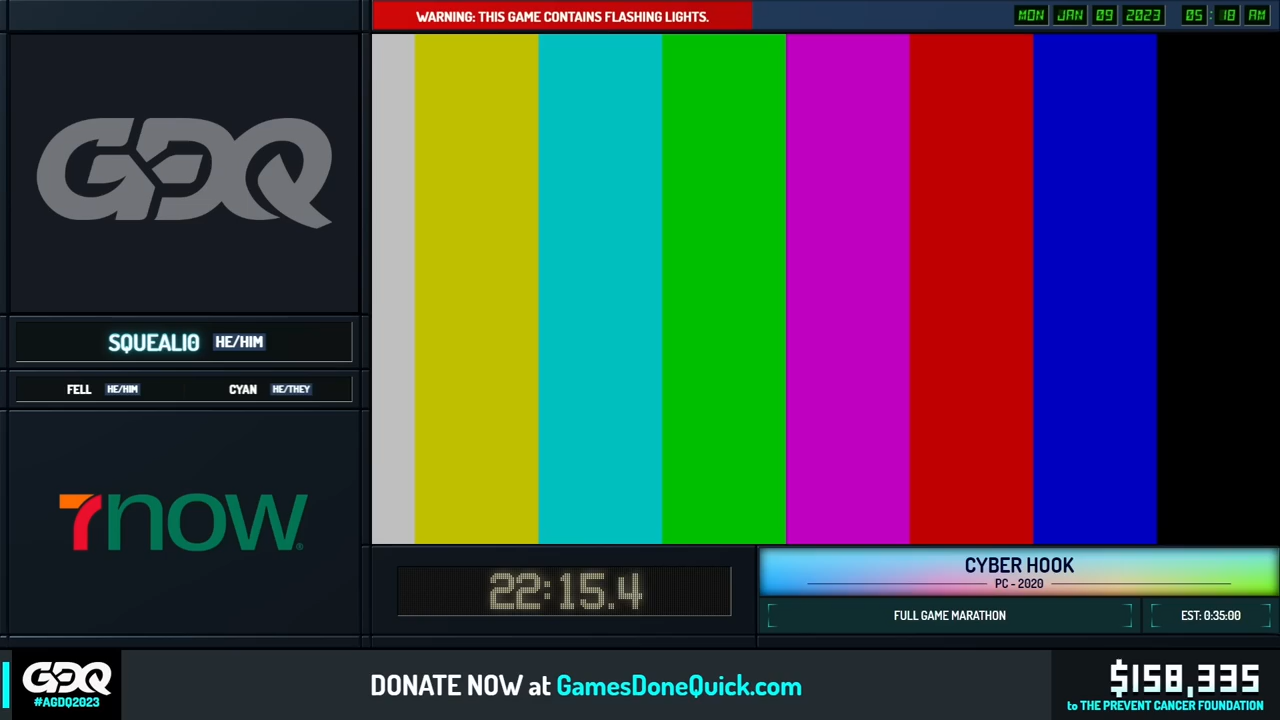 WARNING: THIS GAME CONTAINS FLASHING LIGHTS.
MON JAN 09 2023 05:18 AM
GDQ
SQUEALI0 HE/HIM
FELL HE/HIM CYAN HE/THEY
7NOW®
22:15.4
CYBER HOOK
PC - 2020
FULL GAME MARATHON
EST: 0:35:00
GDQ
#AGDQ2023
DONATE NOW at GamesDoneQuick.com
$158,335
to THE PREVENT CANCER FOUNDATION